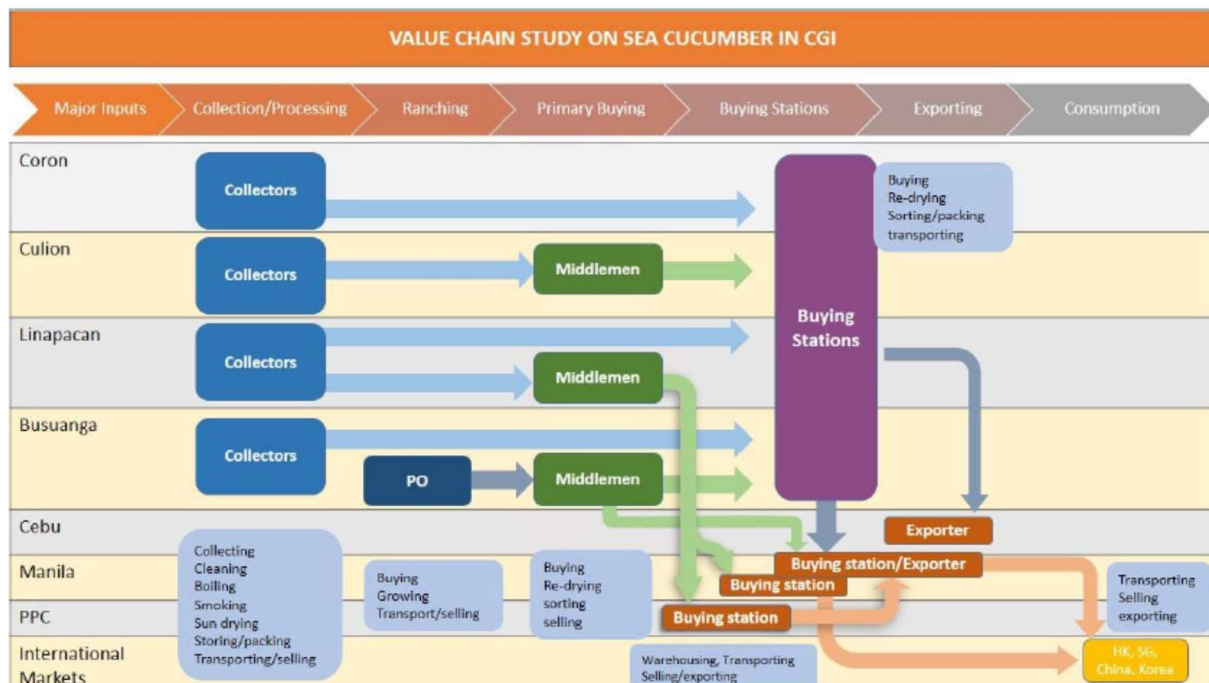 VALUE CHAIN STUDY ON SEA CUCUMBER IN CGI
Major Inputs
Collection/Processing
Ranching
Primary Buying
Buying Stations
Exporting
Consumption
Coron
Collectors
Buying
Re-drying
Sorting/packing
transporting
Culion
Collectors
Middlemen
Buying
Stations
Linapacan
Collectors
Middlemen
Busuanga
Collectors
PO
Middlemen
Cebu
Exporter
Manila
Buying station/Exporter
Buying station
PPC
Buying station
International
Markets
HK, SG,
China, Korea
Collecting
Cleaning
Boiling
Smoking
Sun drying
Storing/packing
Transporting/selling
Buying
Growing
Transport/selling
Buying
Re-drying
sorting
selling
Warehousing, Transporting
Selling/exporting
Transporting
Selling
exporting